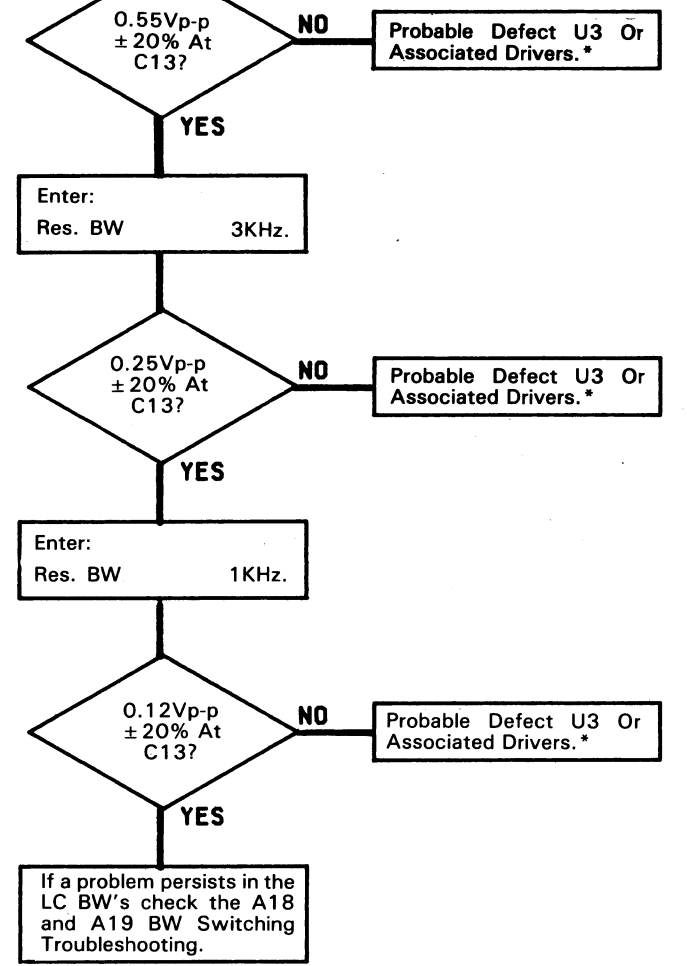 0.55Vp-p
±20% At
C13?
NO
Probable Defect U3 Or
Associated Drivers.*
YES
Enter:
Res. BW 3KHz.
0.25Vp-p
±20% At
C13?
NO
Probable Defect U3 Or
Associated Drivers.*
YES
Enter:
Res. BW 1KHz.
0.12Vp-p
±20% At
C13?
NO
Probable Defect U3 Or
Associated Drivers.*
YES
If a problem persists in the
LC BW's check the A18
and A19 BW Switching
Troubleshooting.